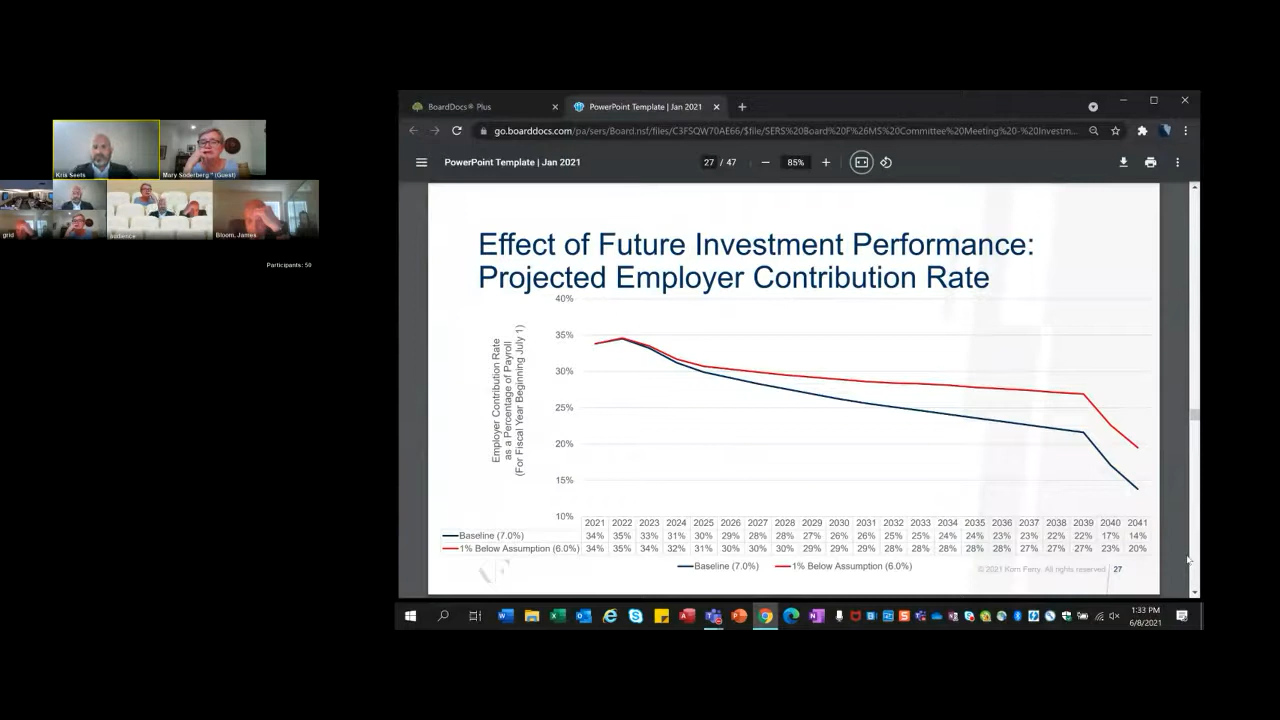 Kris Seets
Mary Soderberg " (Guest)
grid
Audience
Bloom, James
Participants: 50
BoardDocs® Plus
PowerPoint Template | Jan 2021
go.boarddocs.com/pa/sers/Board.nsf/files/C3FSQW70AE66/$file/SERS%20Board%20F%26MS%20Committee%20Meeting%20-%20Investm...
PowerPoint Template | Jan 2021
27 / 47
85%
Effect of Future Investment Performance:
Projected Employer Contribution Rate
Employer Contribution Rate
as a Percentage of Payroll
(For Fiscal Year Beginning July 1)
40%
35%
30%
25%
20%
15%
10%
2021 2022 2023 2024 2025 2026 2027 2028 2029 2030 2031 2032 2033 2034 2035 2036 2037 2038 2039 2040 2041
Baseline (7.0%) 34% 35% 33% 31% 30% 29% 28% 28% 27% 26% 26% 25% 25% 24% 24% 23% 23% 22% 22% 17% 14%
1% Below Assumption (6.0%) 34% 35% 34% 32% 31% 30% 30% 30% 29% 29% 29% 28% 28% 28% 28% 28% 27% 27% 27% 23% 20%
Baseline (7.0%) 1% Below Assumption (6.0%)
© 2021 Korn Ferry. All rights reserved 27
1:33 PM
6/8/2021